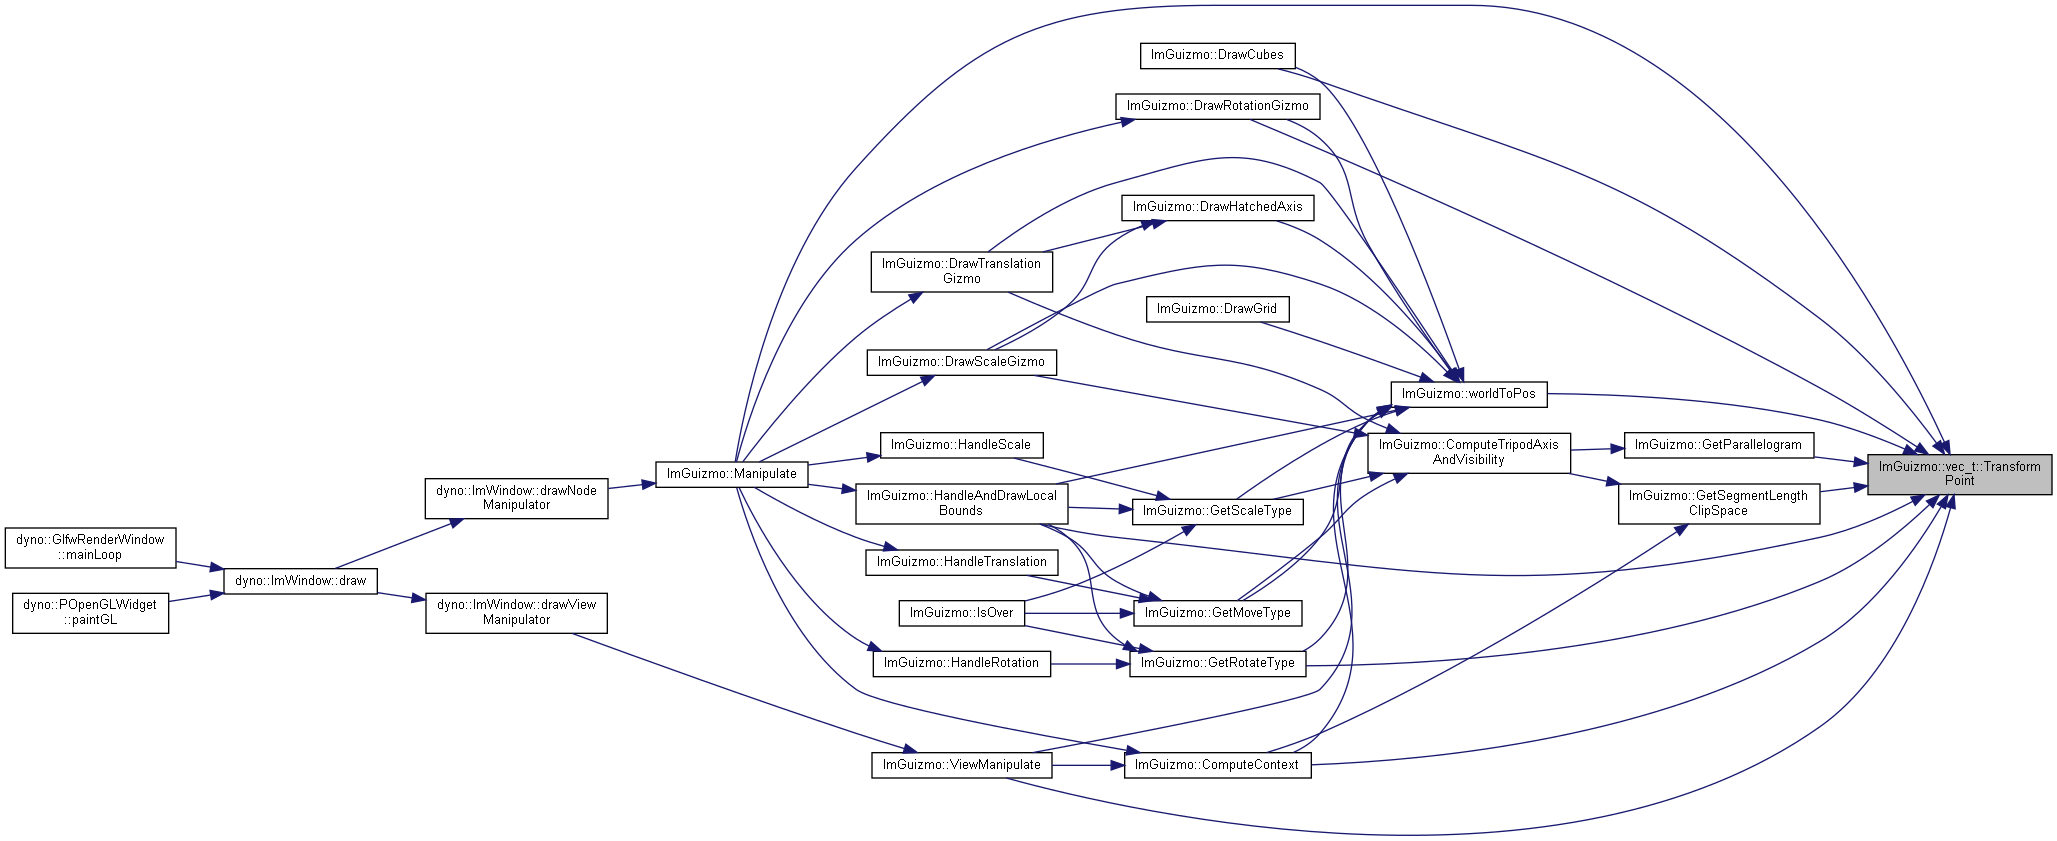 ImGuizmo::DrawCubes
ImGuizmo::DrawRotationGizmo
ImGuizmo::DrawHatchedAxis
ImGuizmo::DrawTranslation
Gizmo
ImGuizmo::DrawGrid
ImGuizmo::DrawScaleGizmo
ImGuizmo::worldToPos
ImGuizmo::HandleScale
ImGuizmo::ComputeTripodAxis
AndVisibility
ImGuizmo::GetParallelogram
ImGuizmo::vec_t::Transform
Point
ImGuizmo::Manipulate
dyno::ImWindow::drawNode
Manipulator
ImGuizmo::HandleAndDrawLocal
Bounds
ImGuizmo::GetScaleType
ImGuizmo::GetSegmentLength
ClipSpace
dyno::GlfwRenderWindow
::mainLoop
ImGuizmo::HandleTranslation
dyno::ImWindow::draw
dyno::POpenGLWidget
::paintGL
dyno::ImWindow::drawView
Manipulator
ImGuizmo::IsOver
ImGuizmo::GetMoveType
ImGuizmo::HandleRotation
ImGuizmo::GetRotateType
ImGuizmo::ViewManipulate
ImGuizmo::ComputeContext